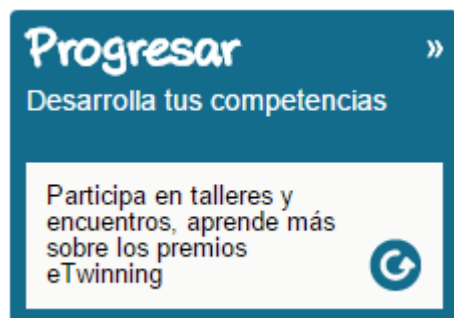 Progresar »
Desarrolla tus competencias
Participa en talleres y
encuentros, aprende más
sobre los premios
eTwinning